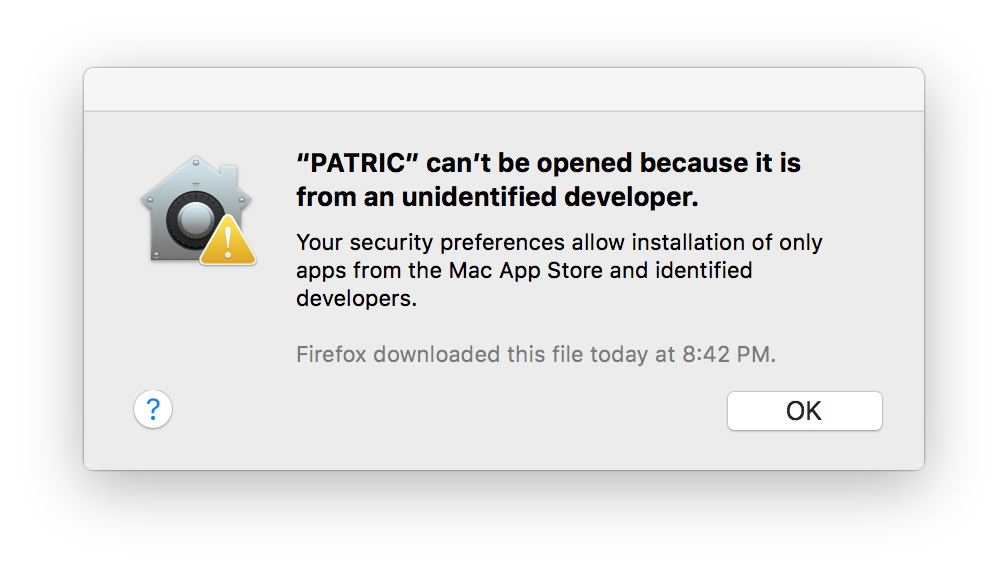 “PATRIC” can’t be opened because it is
from an unidentified developer.
Your security preferences allow installation of only
apps from the Mac App Store and identified
developers.
Firefox downloaded this file today at 8:42 PM.
?
OK